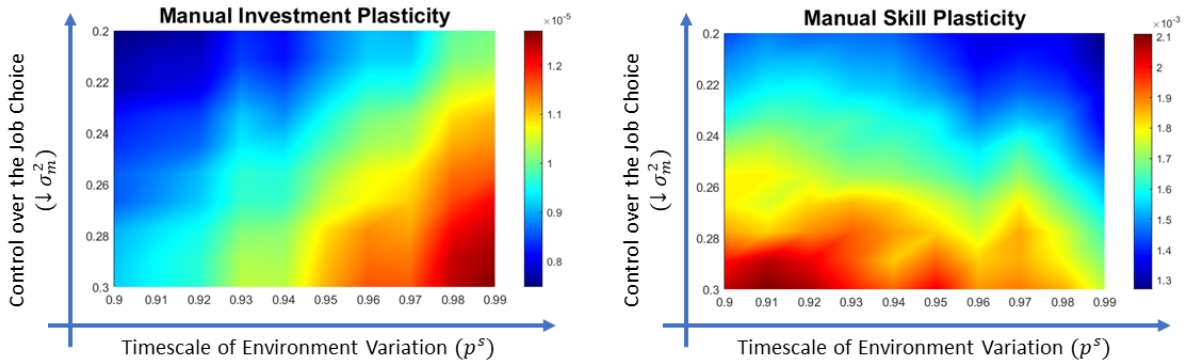 Manual Investment Plasticity
×10⁻⁵
Control over the Job Choice
(↓ σ²ₘ)
0.2
0.22
0.24
0.26
0.28
0.3
0.9 0.91 0.92 0.93 0.94 0.95 0.96 0.97 0.98 0.99
1.2
1.1
1
0.9
0.8
Timescale of Environment Variation (pˢ)
Manual Skill Plasticity
×10⁻³
Control over the Job Choice
(↓ σ²ₘ)
0.2
0.22
0.24
0.26
0.28
0.3
0.9 0.91 0.92 0.93 0.94 0.95 0.96 0.97 0.98 0.99
2.1
2
1.9
1.8
1.7
1.6
1.5
1.4
1.3
Timescale of Environment Variation (pˢ)